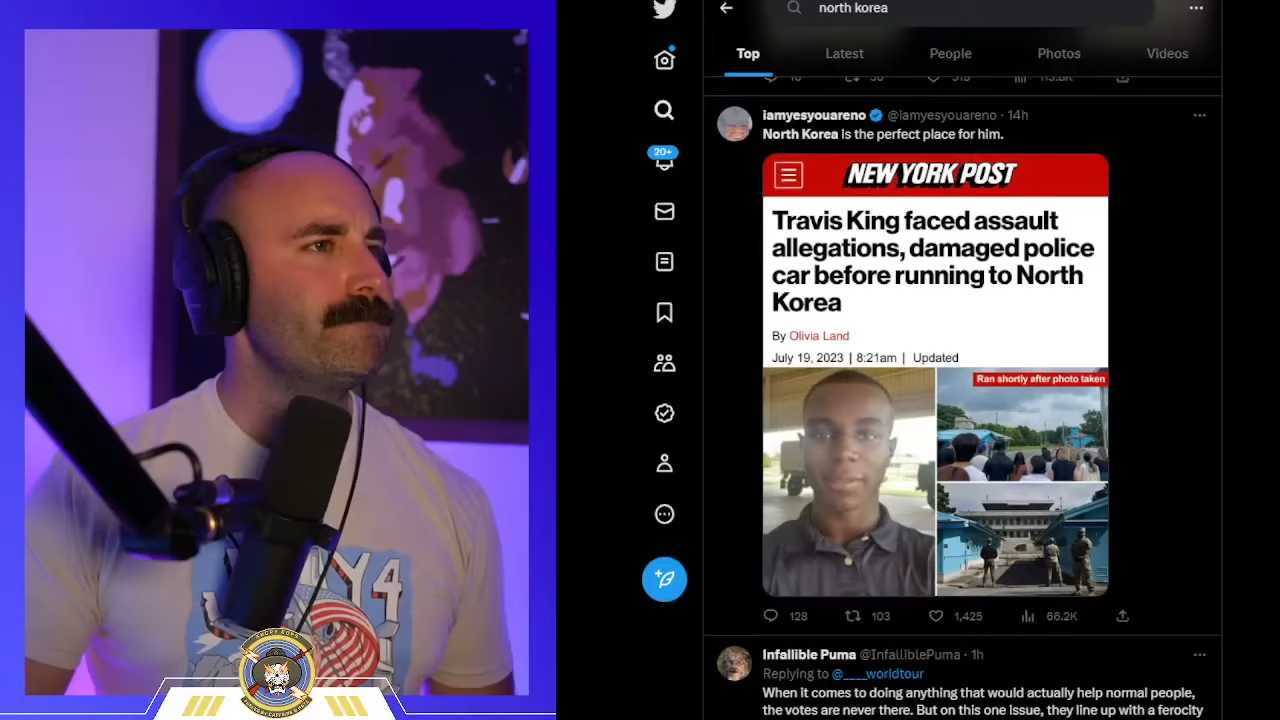 north korea
Top
Latest
People
Photos
Videos
20+
iamyesyouareno @iamyesyouareno · 14h
North Korea is the perfect place for him.
NEW YORK POST
Travis King faced assault
allegations, damaged police
car before running to North
Korea
By Olivia Land
July 19, 2023 | 8:21am | Updated
Ran shortly after photo taken
128
103
1,425
66.2K
Infallible Puma @InfalliblePuma · 1h
Replying to @____worldtour
When it comes to doing anything that would actually help normal people,
the votes are never there. But on this one issue, they line up with a ferocity